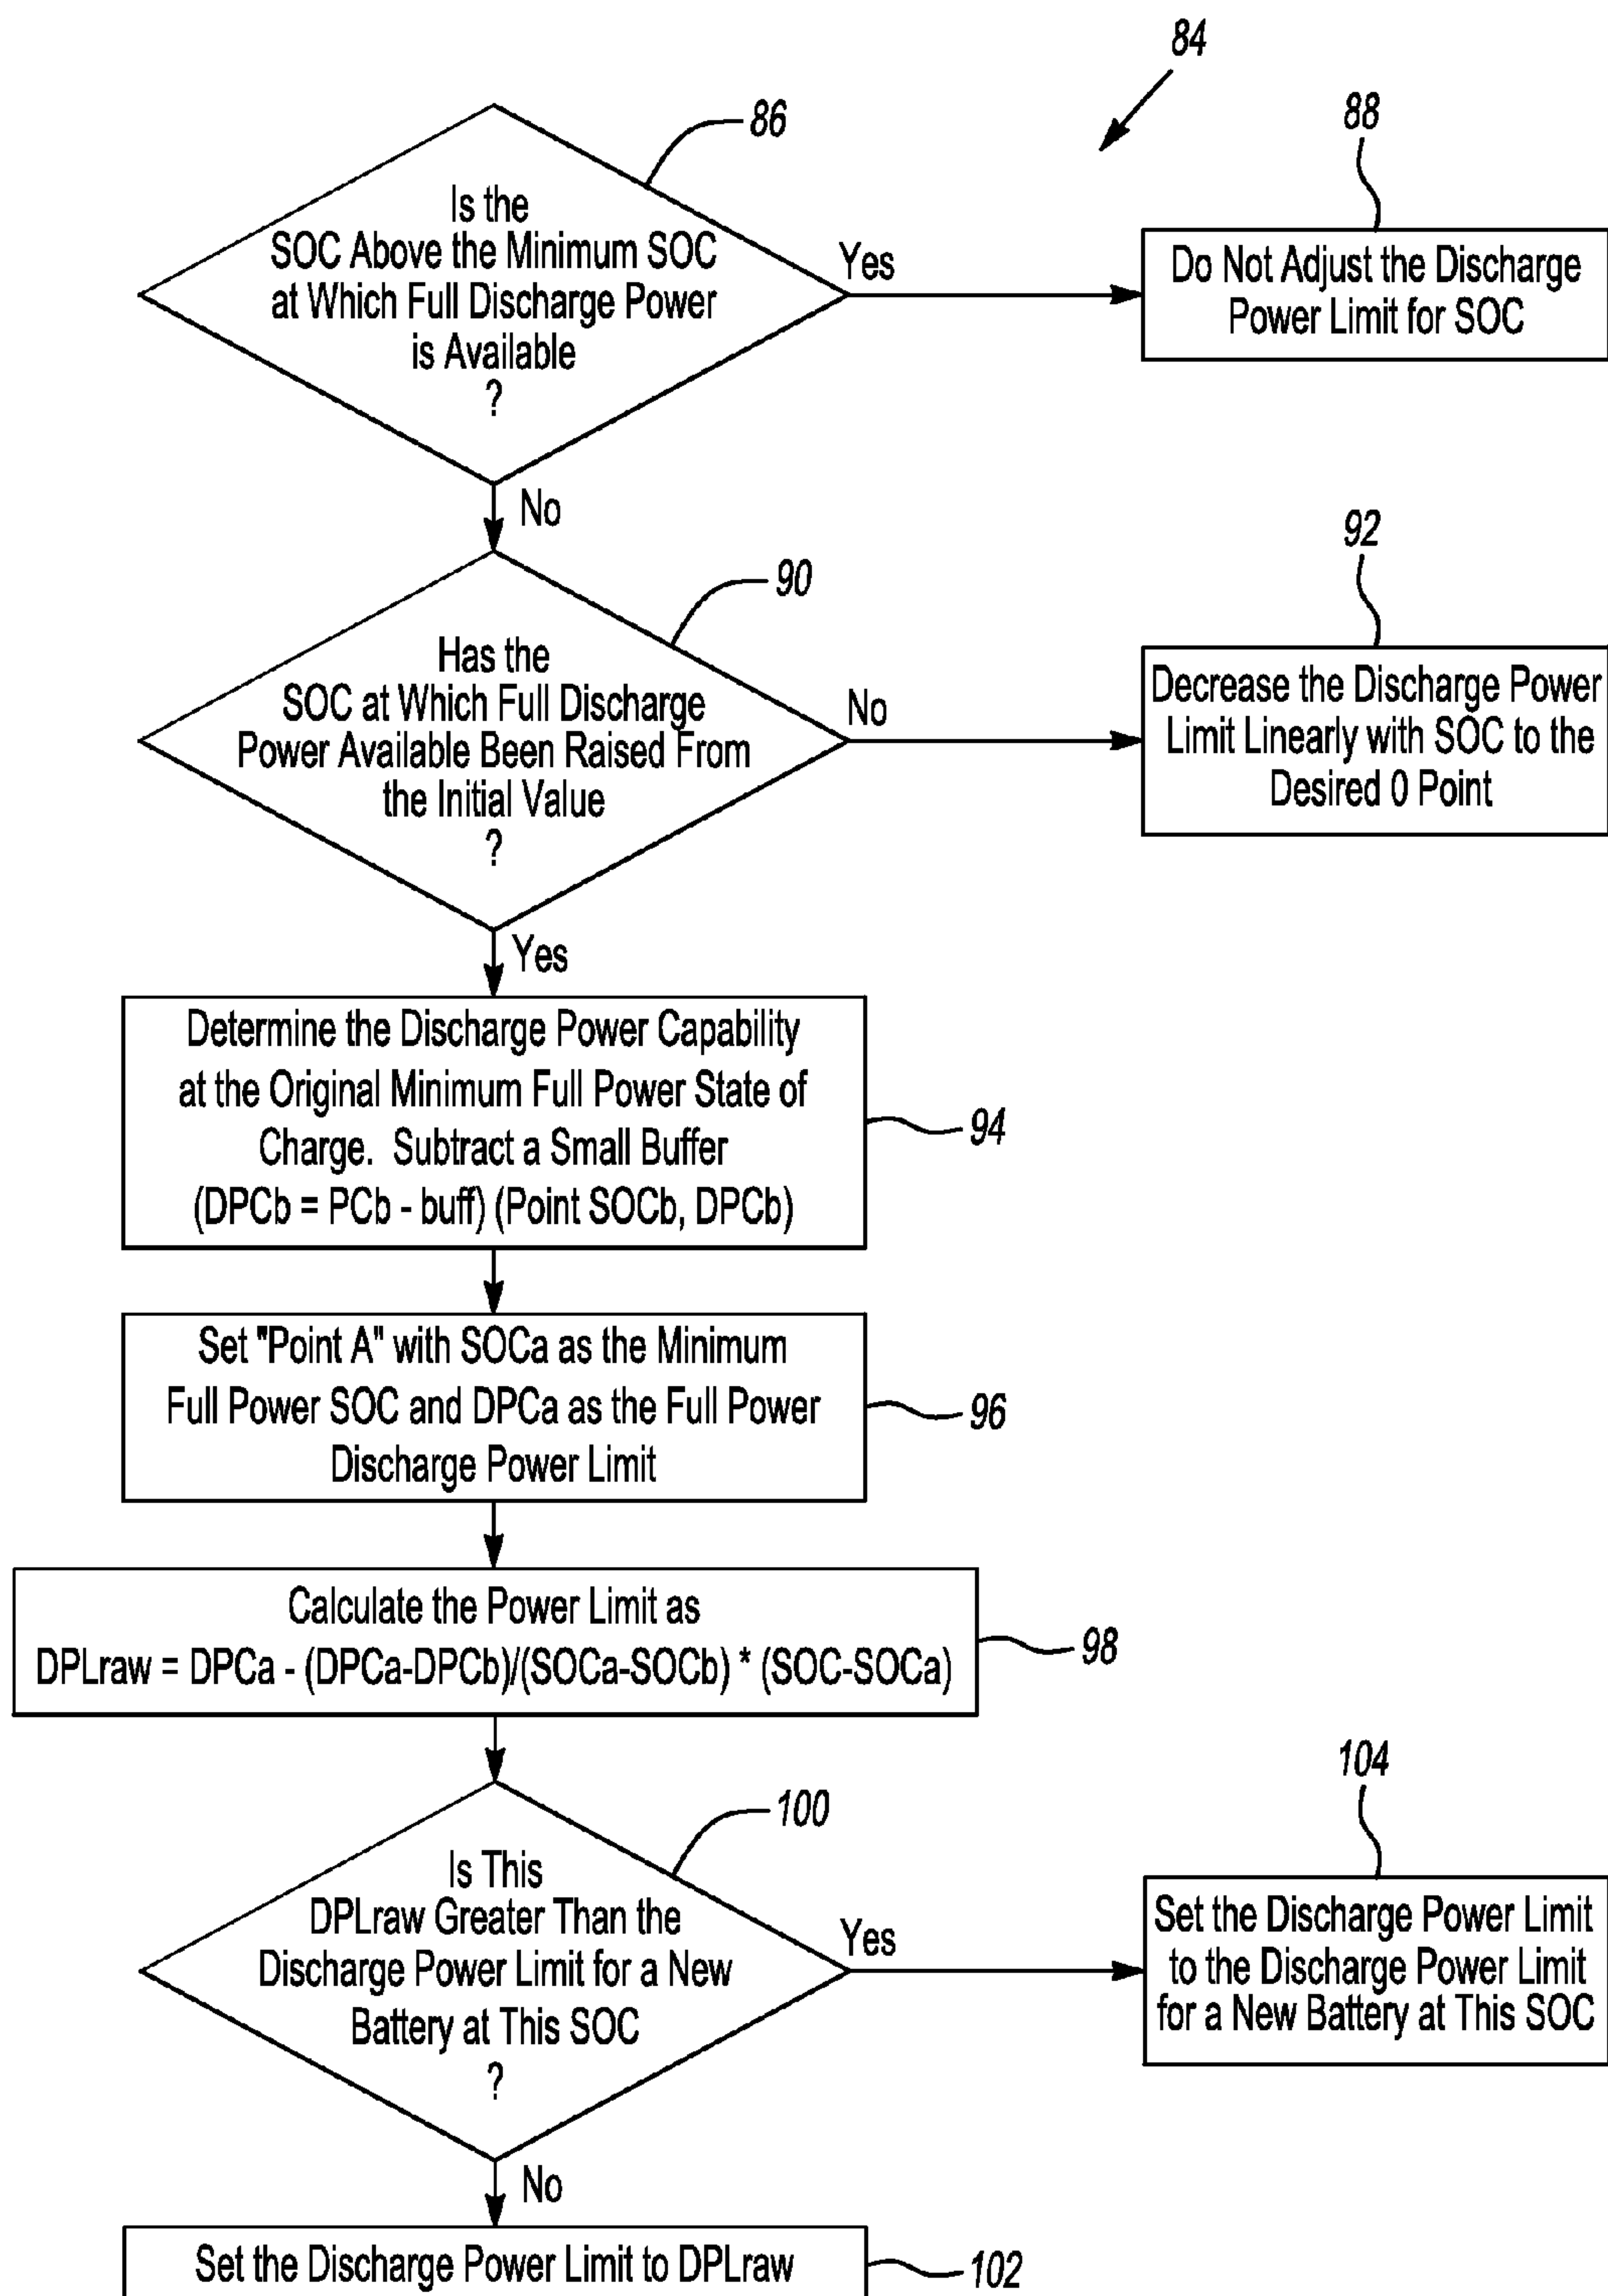 84
86
Is the
SOC Above the Minimum SOC
at Which Full Discharge Power
is Available
?
Yes
88
Do Not Adjust the Discharge
Power Limit for SOC
No
90
Has the
SOC at Which Full Discharge
Power Available Been Raised From
the Initial Value
?
No
92
Decrease the Discharge Power
Limit Linearly with SOC to the
Desired 0 Point
Yes
Determine the Discharge Power Capability
at the Original Minimum Full Power State of
Charge. Subtract a Small Buffer
(DPCb = PCb - buff) (Point SOCb, DPCb)
94
Set "Point A" with SOCa as the Minimum
Full Power SOC and DPCa as the Full Power
Discharge Power Limit
96
Calculate the Power Limit as
DPLraw = DPCa - (DPCa-DPCb)/(SOCa-SOCb) * (SOC-SOCa)
98
100
Is This
DPLraw Greater Than the
Discharge Power Limit for a New
Battery at This SOC
?
Yes
104
Set the Discharge Power Limit
to the Discharge Power Limit
for a New Battery at This SOC
No
Set the Discharge Power Limit to DPLraw
102